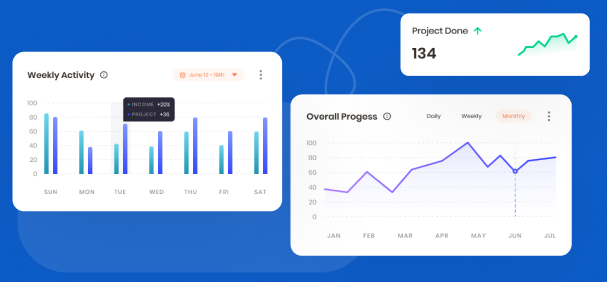 Project Done
134
Weekly Activity
June 12 - 19th
INCOME +20%
PROJECT +36
100
80
60
40
20
0
SUN MON TUE WED THU FRI SAT
Overall Progess
Daily Weekly Monthly
100
80
60
40
20
0
JAN FEB MAR APR MAY JUN JUL